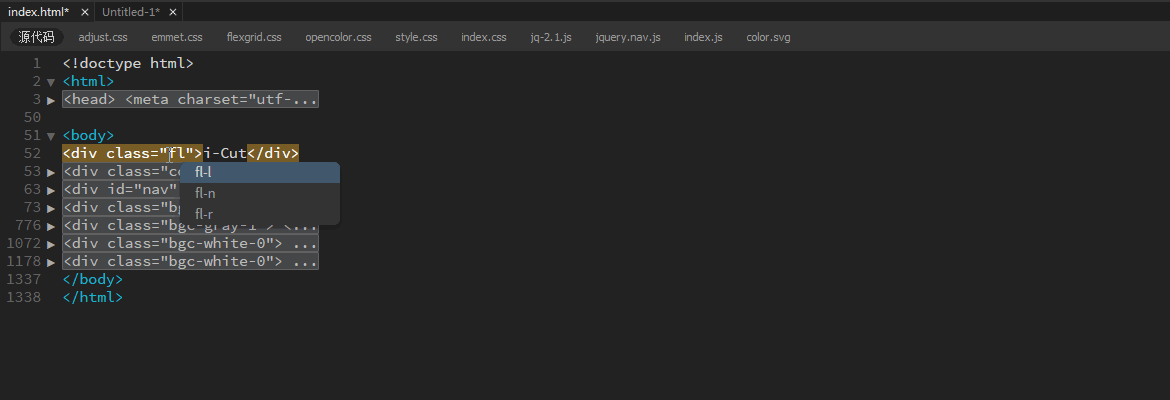 index.html* × Untitled-1* ×
源代码 adjust.css emmet.css flexgrid.css opencolor.css style.css index.css jq-2.1.js jquery.nav.js index.js color.svg
1 <!doctype html>
2 ▼ <html>
3 ▶ <head> <meta charset="utf-...
50
51 ▼ <body>
52 <div class="fl">i-Cut</div>
53 ▶ <div class="c
fl-l
63 ▶ <div id="nav"
fl-n
73 ▶ <div class="bg
fl-r
776 ▶ <div class="bgc-gray-1"> <...
1072 ▶ <div class="bgc-white-0"> ...
1178 ▶ <div class="bgc-white-0"> ...
1337 </body>
1338 </html>